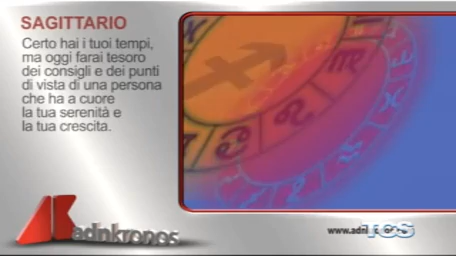 SAGITTARIO
Certo hai i tuoi tempi,
ma oggi farai tesoro
dei consigli e dei punti
di vista di una persona
che ha a cuore
la tua serenità e
la tua crescita.
adnkronos
TCS